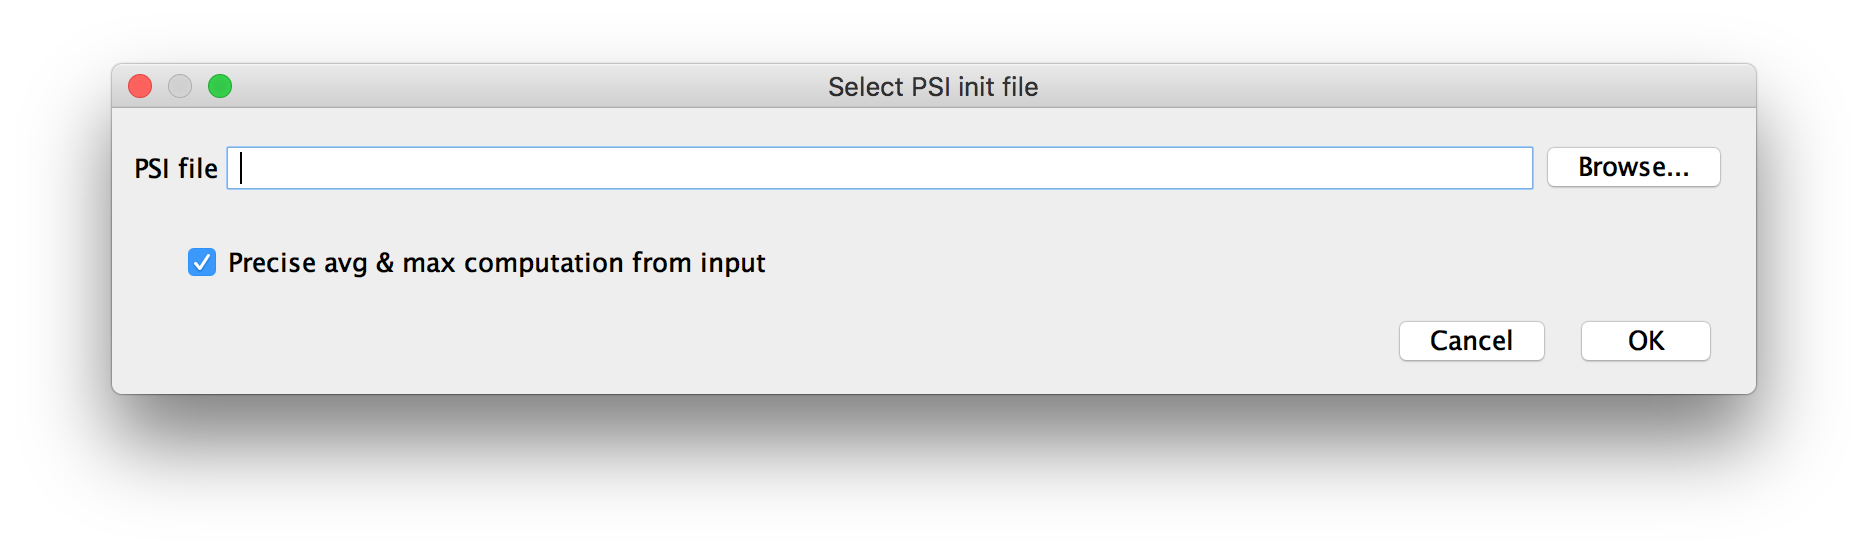 Select PSI init file
PSI file Browse...
Precise avg & max computation from input
Cancel OK